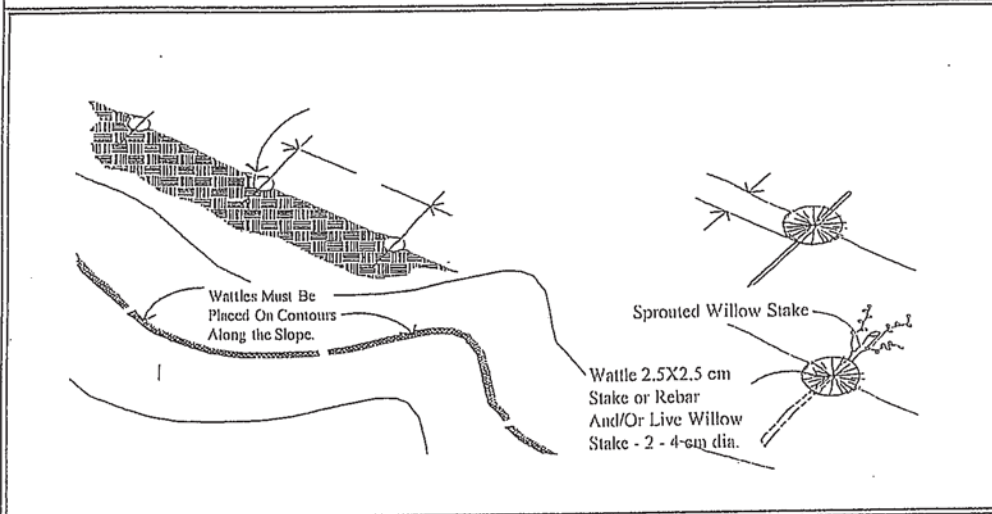 Wattles Must Be
Placed On Contours
Along the Slope.
Sprouted Willow Stake
Wattle 2.5X2.5 cm
Stake or Rebar
And/Or Live Willow
Stake - 2 - 4 cm dia.